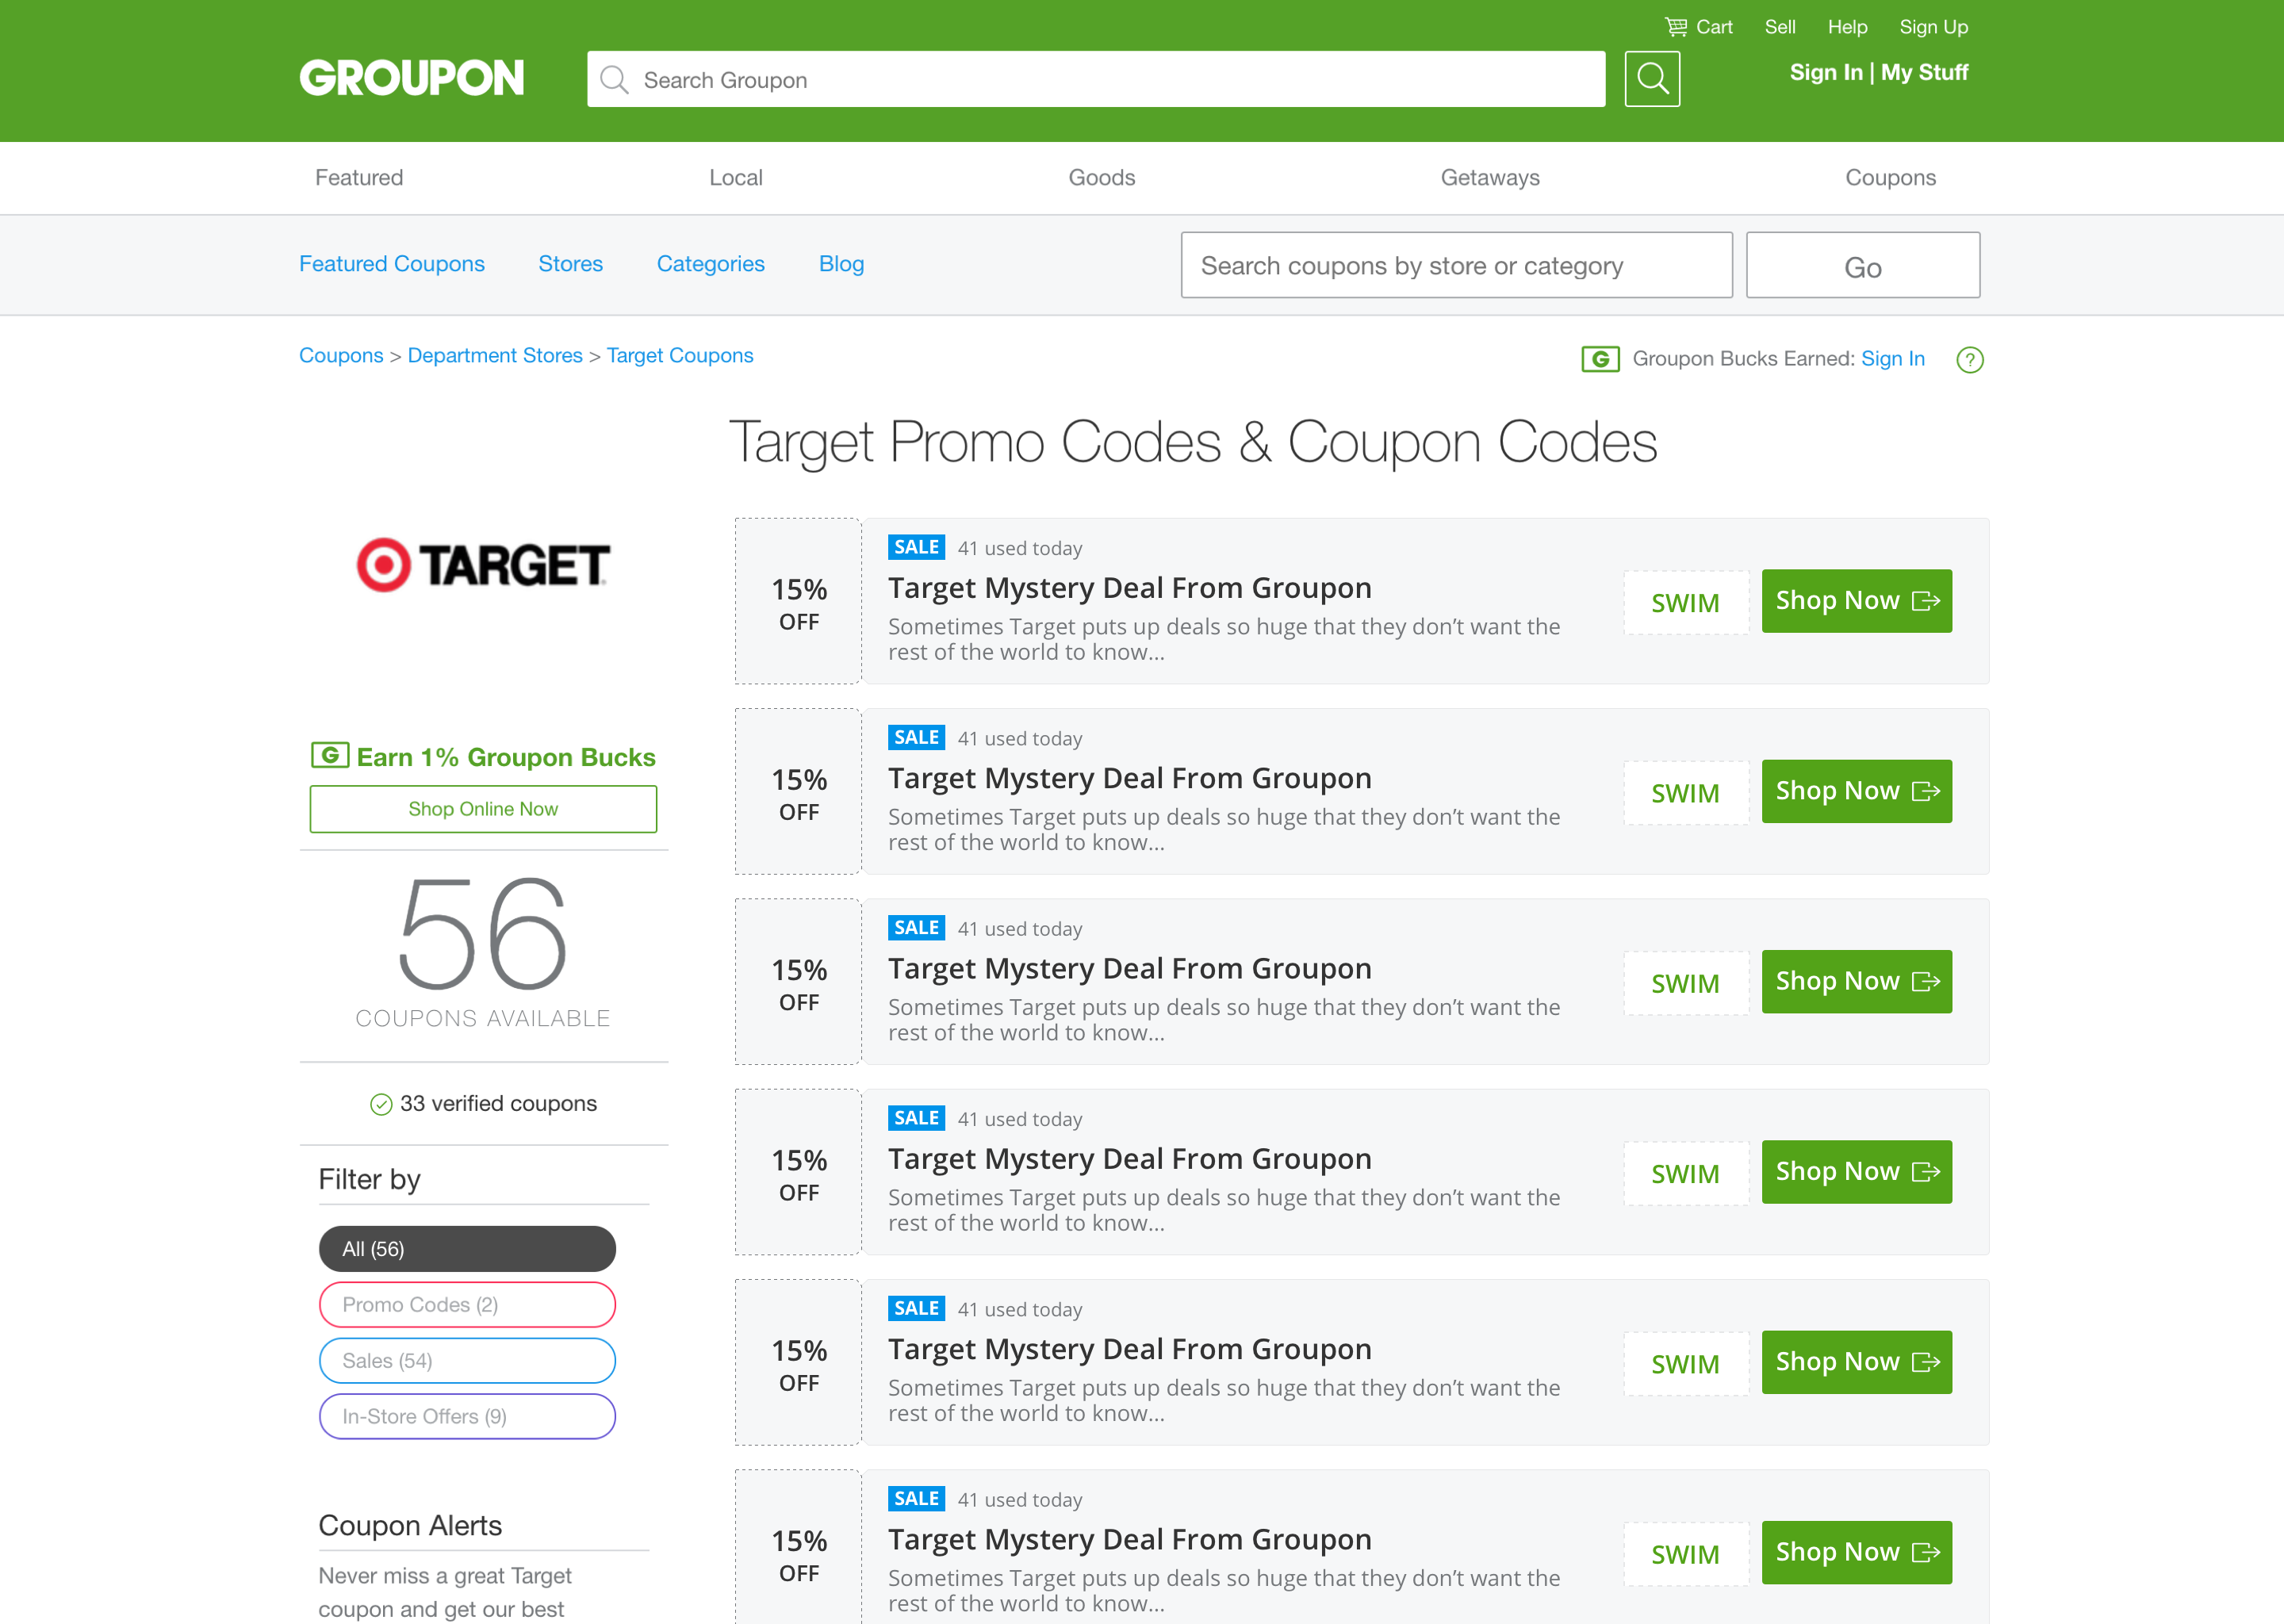 Cart Sell Help Sign Up
GROUPON
Search Groupon
Sign In | My Stuff
Featured Local Goods Getaways Coupons
Featured Coupons Stores Categories Blog
Search coupons by store or category
Go
Coupons > Department Stores > Target Coupons
G Groupon Bucks Earned: Sign In ?
Target Promo Codes & Coupon Codes
TARGET
G Earn 1% Groupon Bucks
Shop Online Now
56
COUPONS AVAILABLE
33 verified coupons
Filter by
All (56)
Promo Codes (2)
Sales (54)
In-Store Offers (9)
Coupon Alerts
Never miss a great Target
coupon and get our best
15%
OFF
SALE 41 used today
Target Mystery Deal From Groupon
Sometimes Target puts up deals so huge that they don’t want the
rest of the world to know...
SWIM
Shop Now
15%
OFF
SALE 41 used today
Target Mystery Deal From Groupon
Sometimes Target puts up deals so huge that they don’t want the
rest of the world to know...
SWIM
Shop Now
15%
OFF
SALE 41 used today
Target Mystery Deal From Groupon
Sometimes Target puts up deals so huge that they don’t want the
rest of the world to know...
SWIM
Shop Now
15%
OFF
SALE 41 used today
Target Mystery Deal From Groupon
Sometimes Target puts up deals so huge that they don’t want the
rest of the world to know...
SWIM
Shop Now
15%
OFF
SALE 41 used today
Target Mystery Deal From Groupon
Sometimes Target puts up deals so huge that they don’t want the
rest of the world to know...
SWIM
Shop Now
15%
OFF
SALE 41 used today
Target Mystery Deal From Groupon
Sometimes Target puts up deals so huge that they don’t want the
rest of the world to know...
SWIM
Shop Now